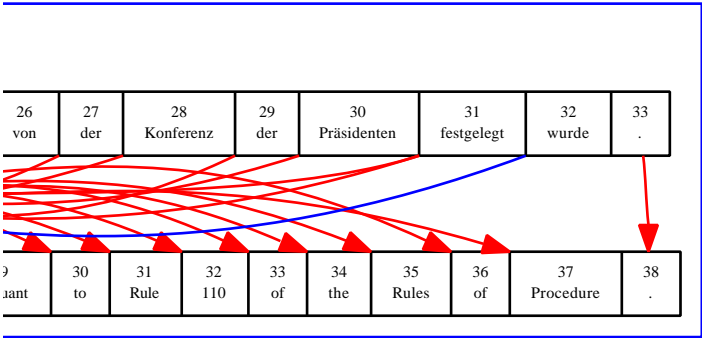 26 27 28 29 30 31 32 33
von der Konferenz der Präsidenten festgelegt wurde .
30 31 32 33 34 35 36 37 38
to Rule 110 of the Rules of Procedure .